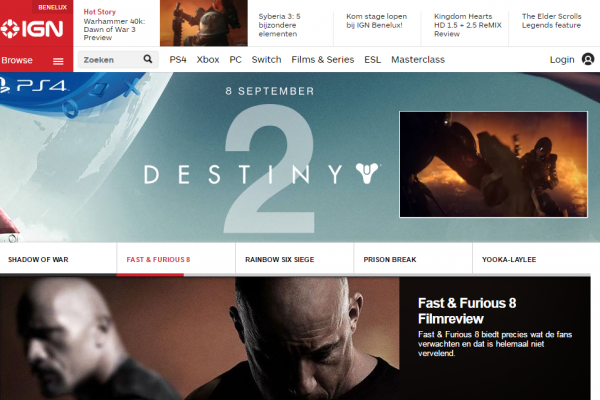 BENELUX
IGN
Hot Story
Warhammer 40k:
Dawn of War 3
Preview
Syberia 3: 5
bijzondere
elementen
Kom stage lopen
bij IGN Benelux!
Kingdom Hearts
HD 1.5 + 2.5 ReMIX
Review
The Elder Scrolls
Legends feature
Browse
Zoeken
PS4 Xbox PC Switch Films & Series ESL Masterclass
Login
PS4
8 SEPTEMBER
DESTINY 2
SHADOW OF WAR
FAST & FURIOUS 8
RAINBOW SIX SIEGE
PRISON BREAK
YOOKA-LAYLEE
Fast & Furious 8
Filmreview
Fast & Furious 8 biedt precies wat de fans
verwachten en dat is helemaal niet
vervelend.